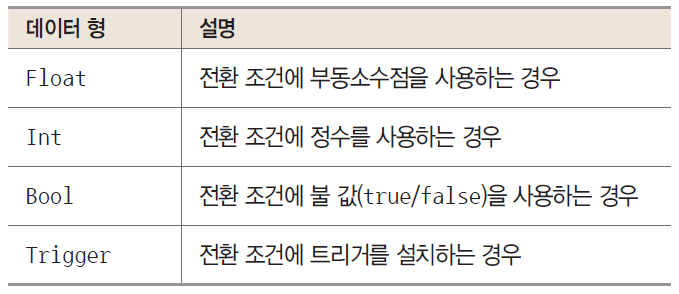 데이터 형 설명
Float 전환 조건에 부동소수점을 사용하는 경우
Int 전환 조건에 정수를 사용하는 경우
Bool 전환 조건에 불 값(true/false)을 사용하는 경우
Trigger 전환 조건에 트리거를 설치하는 경우